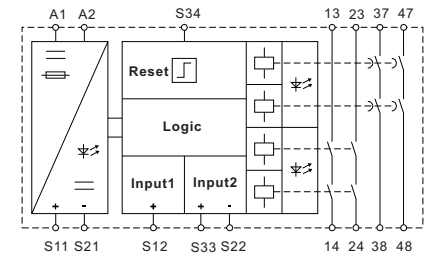 A1 A2 S34 13 23 37 47
Reset
Logic
Input1 Input2
+ - + + -
S11 S21 S12 S33 S22 14 24 38 48